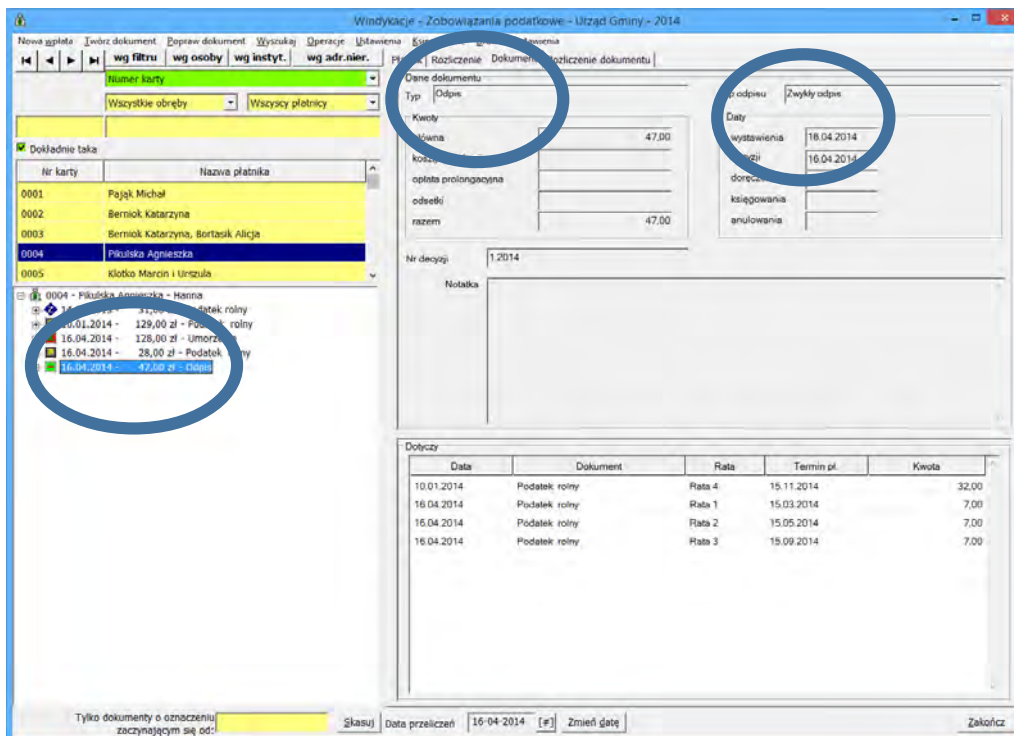 Windykacje - Zobowiązania podatkowe - Urząd Gminy - 2014
Nowa wpłata Twórz dokument Popraw dokument Wyszukaj Operacje
wg filtru wg osoby wg instyt. wg adr.nier.
Rozliczenie Dokument Rozliczenie dokumentu
Numer karty
Wszystkie obręby Wszyscy płatnicy
Dokładnie taka
Nr karty Nazwa płatnika
0001 Pająk Michał
0002 Berniok Katarzyna
0003 Berniok Katarzyna, Bortasik Alicja
0004 Pikulska Agnieszka
0005 Klotko Marcin i Urszula
0004 - Pikulska Agnieszka - Hanna
rolny
10.01.2014 - 129,00 zł - rolny
16.04.2014 - 128,00 zł -
16.04.2014 - 28,00 zł - Podatek rolny
16.04.2014 - 47,00 zł - Odpis
Tylko dokumenty o oznaczeniu
zaczynającym się od:
Skasuj
Dane dokumentu
Typ Odpis
odpisu Zwykły odpis
Kwoty
47,00
opłata prolongacyjna
odsetki
razem 47,00
Daty
wystawienia 16.04.2014
16.04.2014
księgowania
anulowania
Nr decyzji 1.2014
Notatka
Dotyczy
Data Dokument Rata Termin pł. Kwota
10.01.2014 Podatek rolny Rata 4 15.11.2014 32,00
16.04.2014 Podatek rolny Rata 1 15.03.2014 7,00
16.04.2014 Podatek rolny Rata 2 15.05.2014 7,00
16.04.2014 Podatek rolny Rata 3 15.09.2014 7,00
Data przeliczeń 16-04-2014 [≠] Zmień datę Zakończ